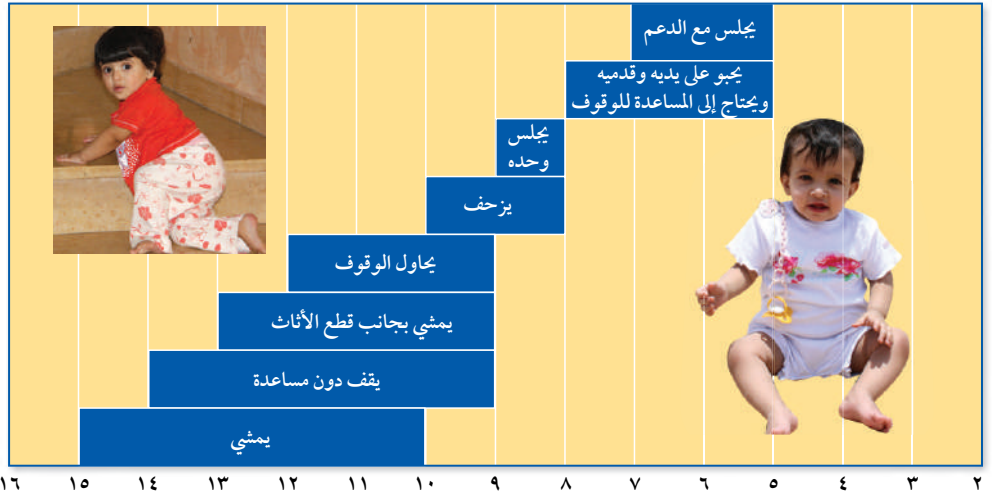 يجلس مع الدعم
يحبو على يديه وقدميه
ويحتاج إلى المساعدة للوقوف
يجلس
وحده
يزحف
يحاول الوقوف
يمشي بجانب قطع الأثاث
يقف دون مساعدة
يمشي
٢ ٣ ٤ ٥ ٦ ٧ ٨ ٩ ١٠ ١١ ١٢ ١٣ ١٤ ١٥ ١٦